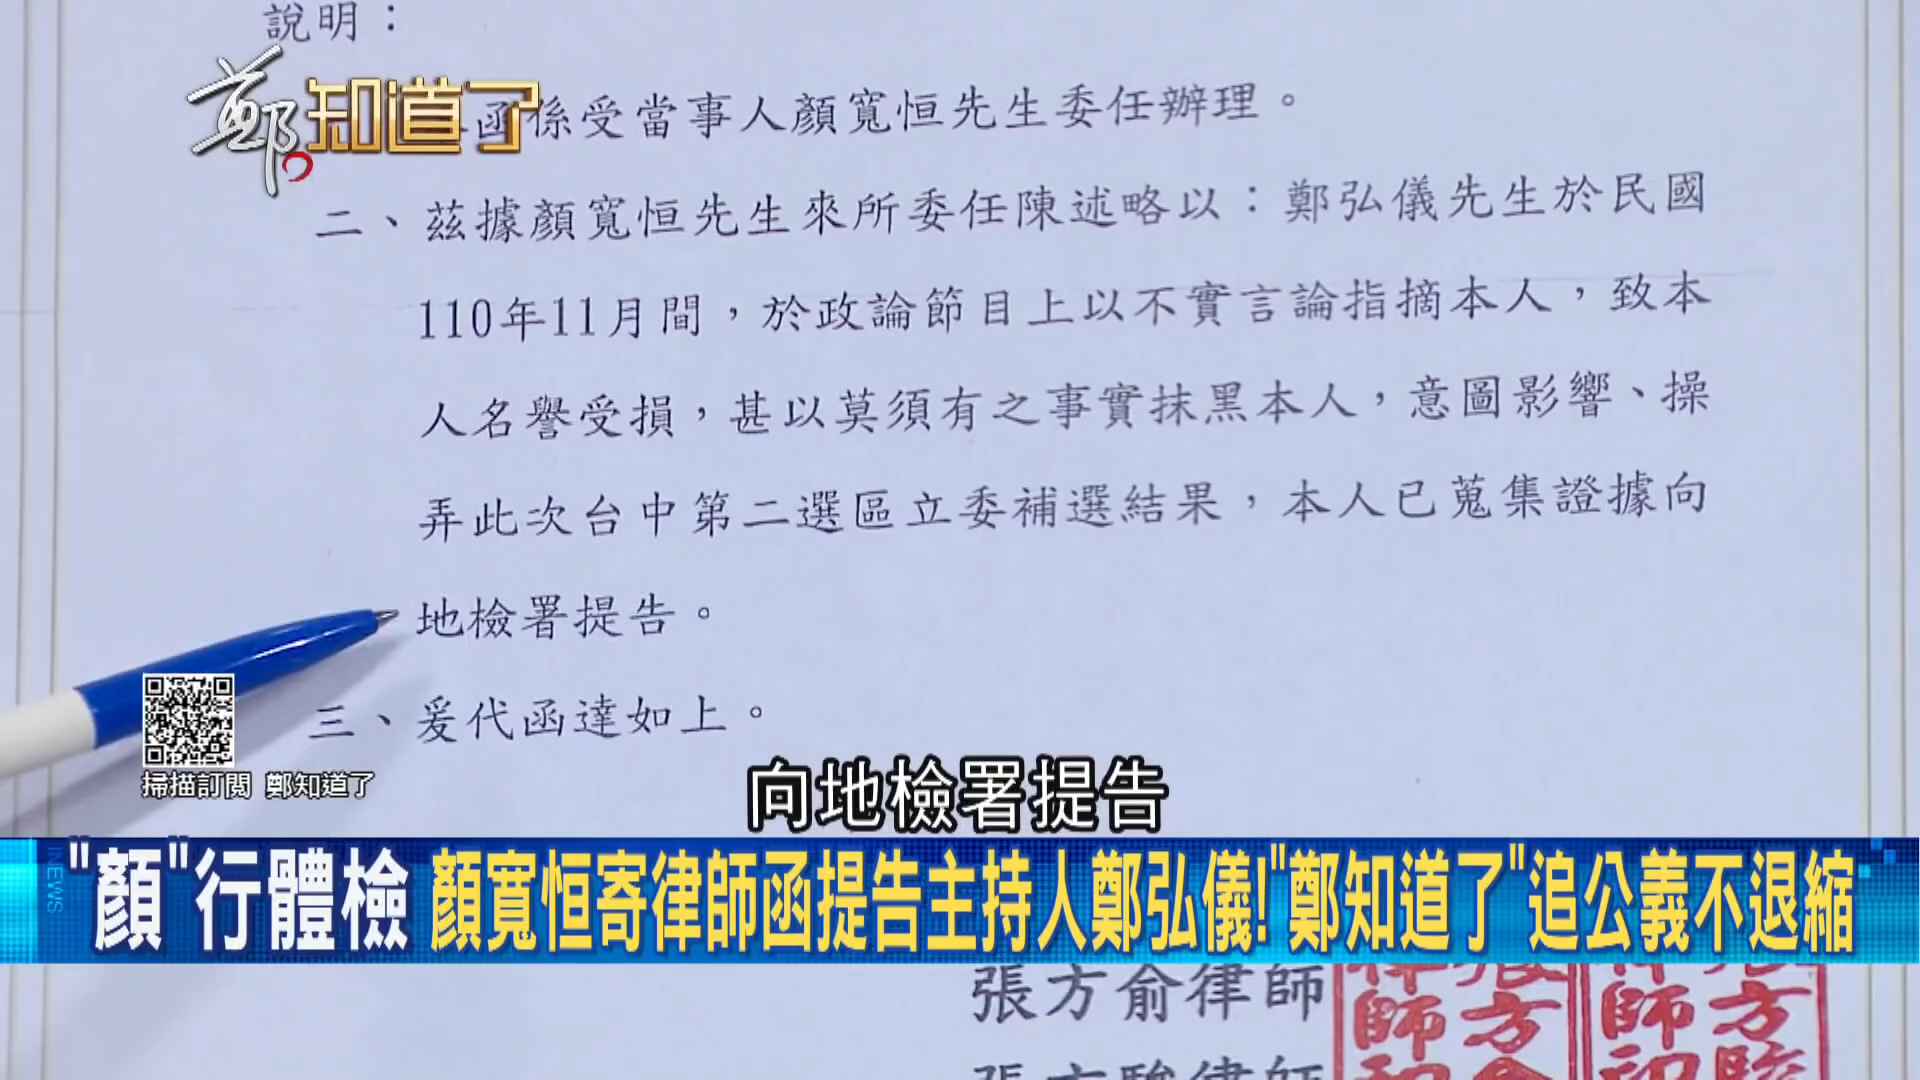 說明：
鄭知道了
函係受當事人顏寬恒先生委任辦理。
二、茲據顏寬恒先生來所委任陳述略以：鄭弘儀先生於民國
110年11月間，於政論節目上以不實言論指摘本人，致本
人名譽受損，甚以莫須有之事實抹黑本人，意圖影響、操
弄此次台中第二選區立委補選結果，本人已蒐集證據向
地檢署提告。
三、爰代函達如上。
掃描訂閱 鄭知道了
向地檢署提告
INEWS
"顏"行體檢 顏寬恒寄律師函提告主持人鄭弘儀!"鄭知道了"追公義不退縮
張方俞律師
張方駿律師